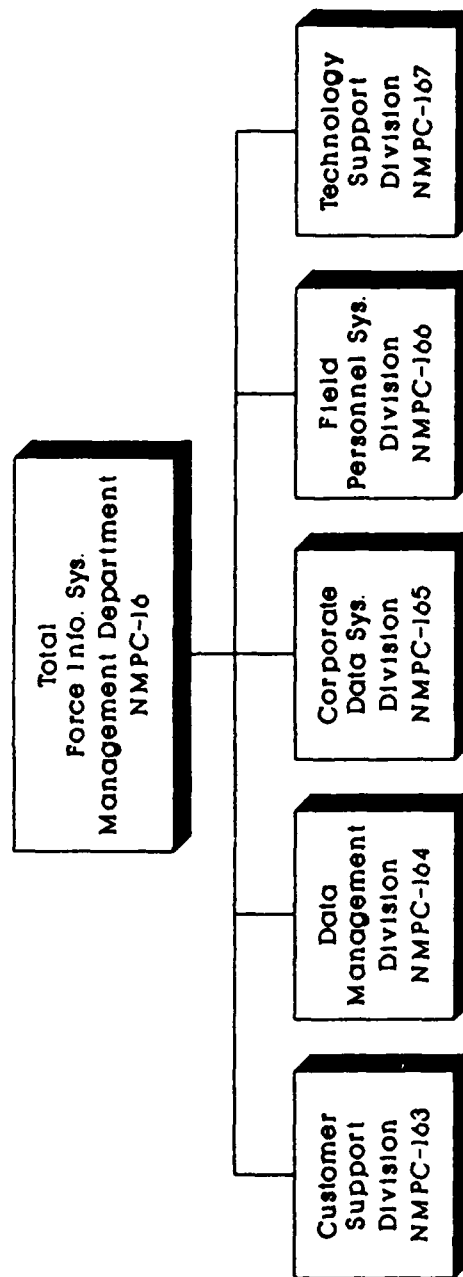 Total
Force Info. Sys.
Management Department
NMPC-16
Customer
Support
Division
NMPC-163
Data
Management
Division
NMPC-164
Corporate
Data Sys.
Division
NMPC-165
Field
Personnel Sys.
Division
NMPC-166
Technology
Support
Division
NMPC-167